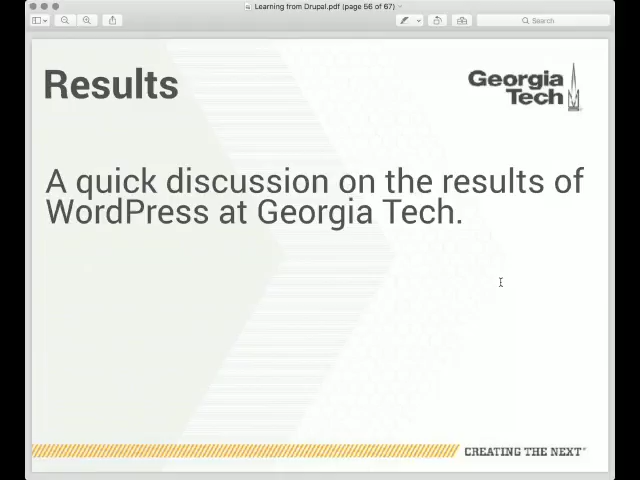 Learning from Drupal.pdf (page 56 of 67)
Search
Results
Georgia
Tech
A quick discussion on the results of
WordPress at Georgia Tech.
CREATING THE NEXT